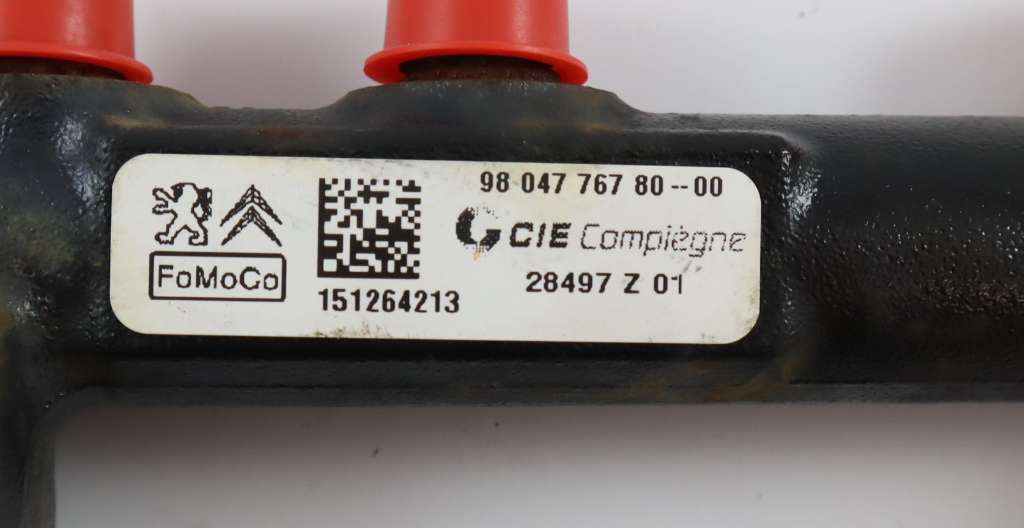 FoMoCo
151264213
98 047 767 80--00
CIE Compiègne
28497 Z 01